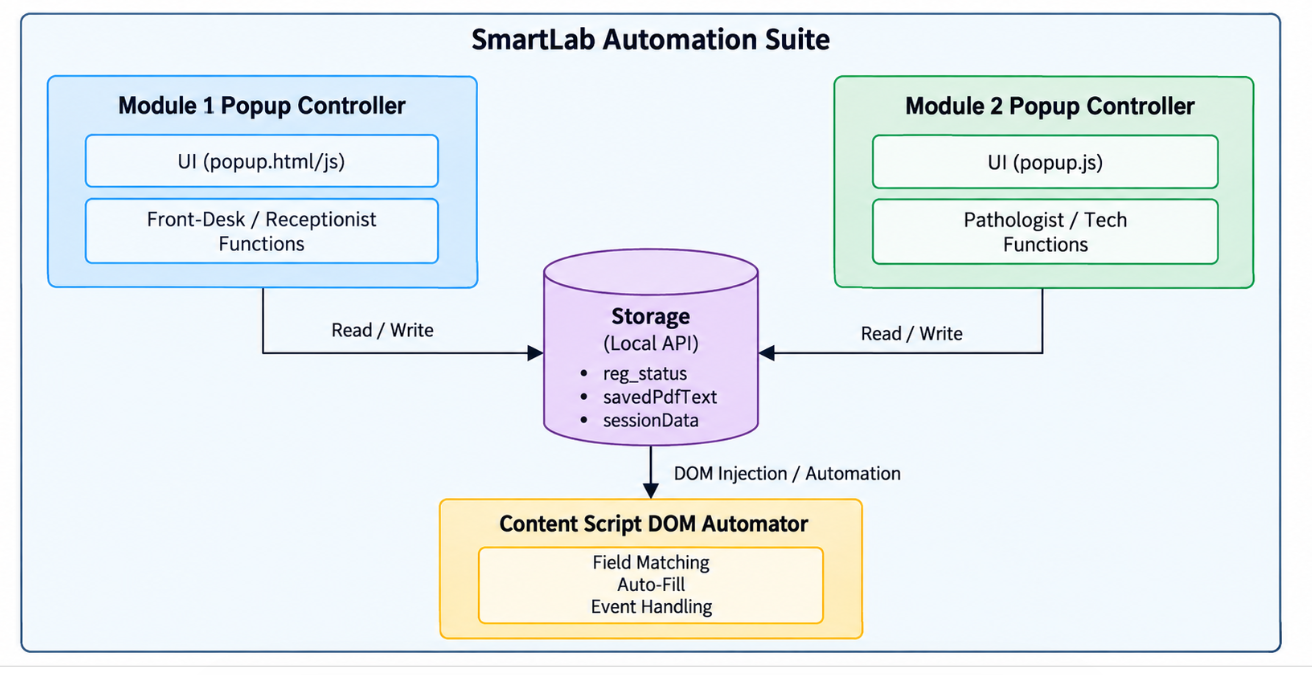 SmartLab Automation Suite
Module 1 Popup Controller
UI (popup.html/js)
Front-Desk / Receptionist
Functions
Module 2 Popup Controller
UI (popup.js)
Pathologist / Tech
Functions
Read / Write
Storage
(Local API)
• reg_status
• savedPdfText
• sessionData
Read / Write
DOM Injection / Automation
Content Script DOM Automator
Field Matching
Auto-Fill
Event Handling